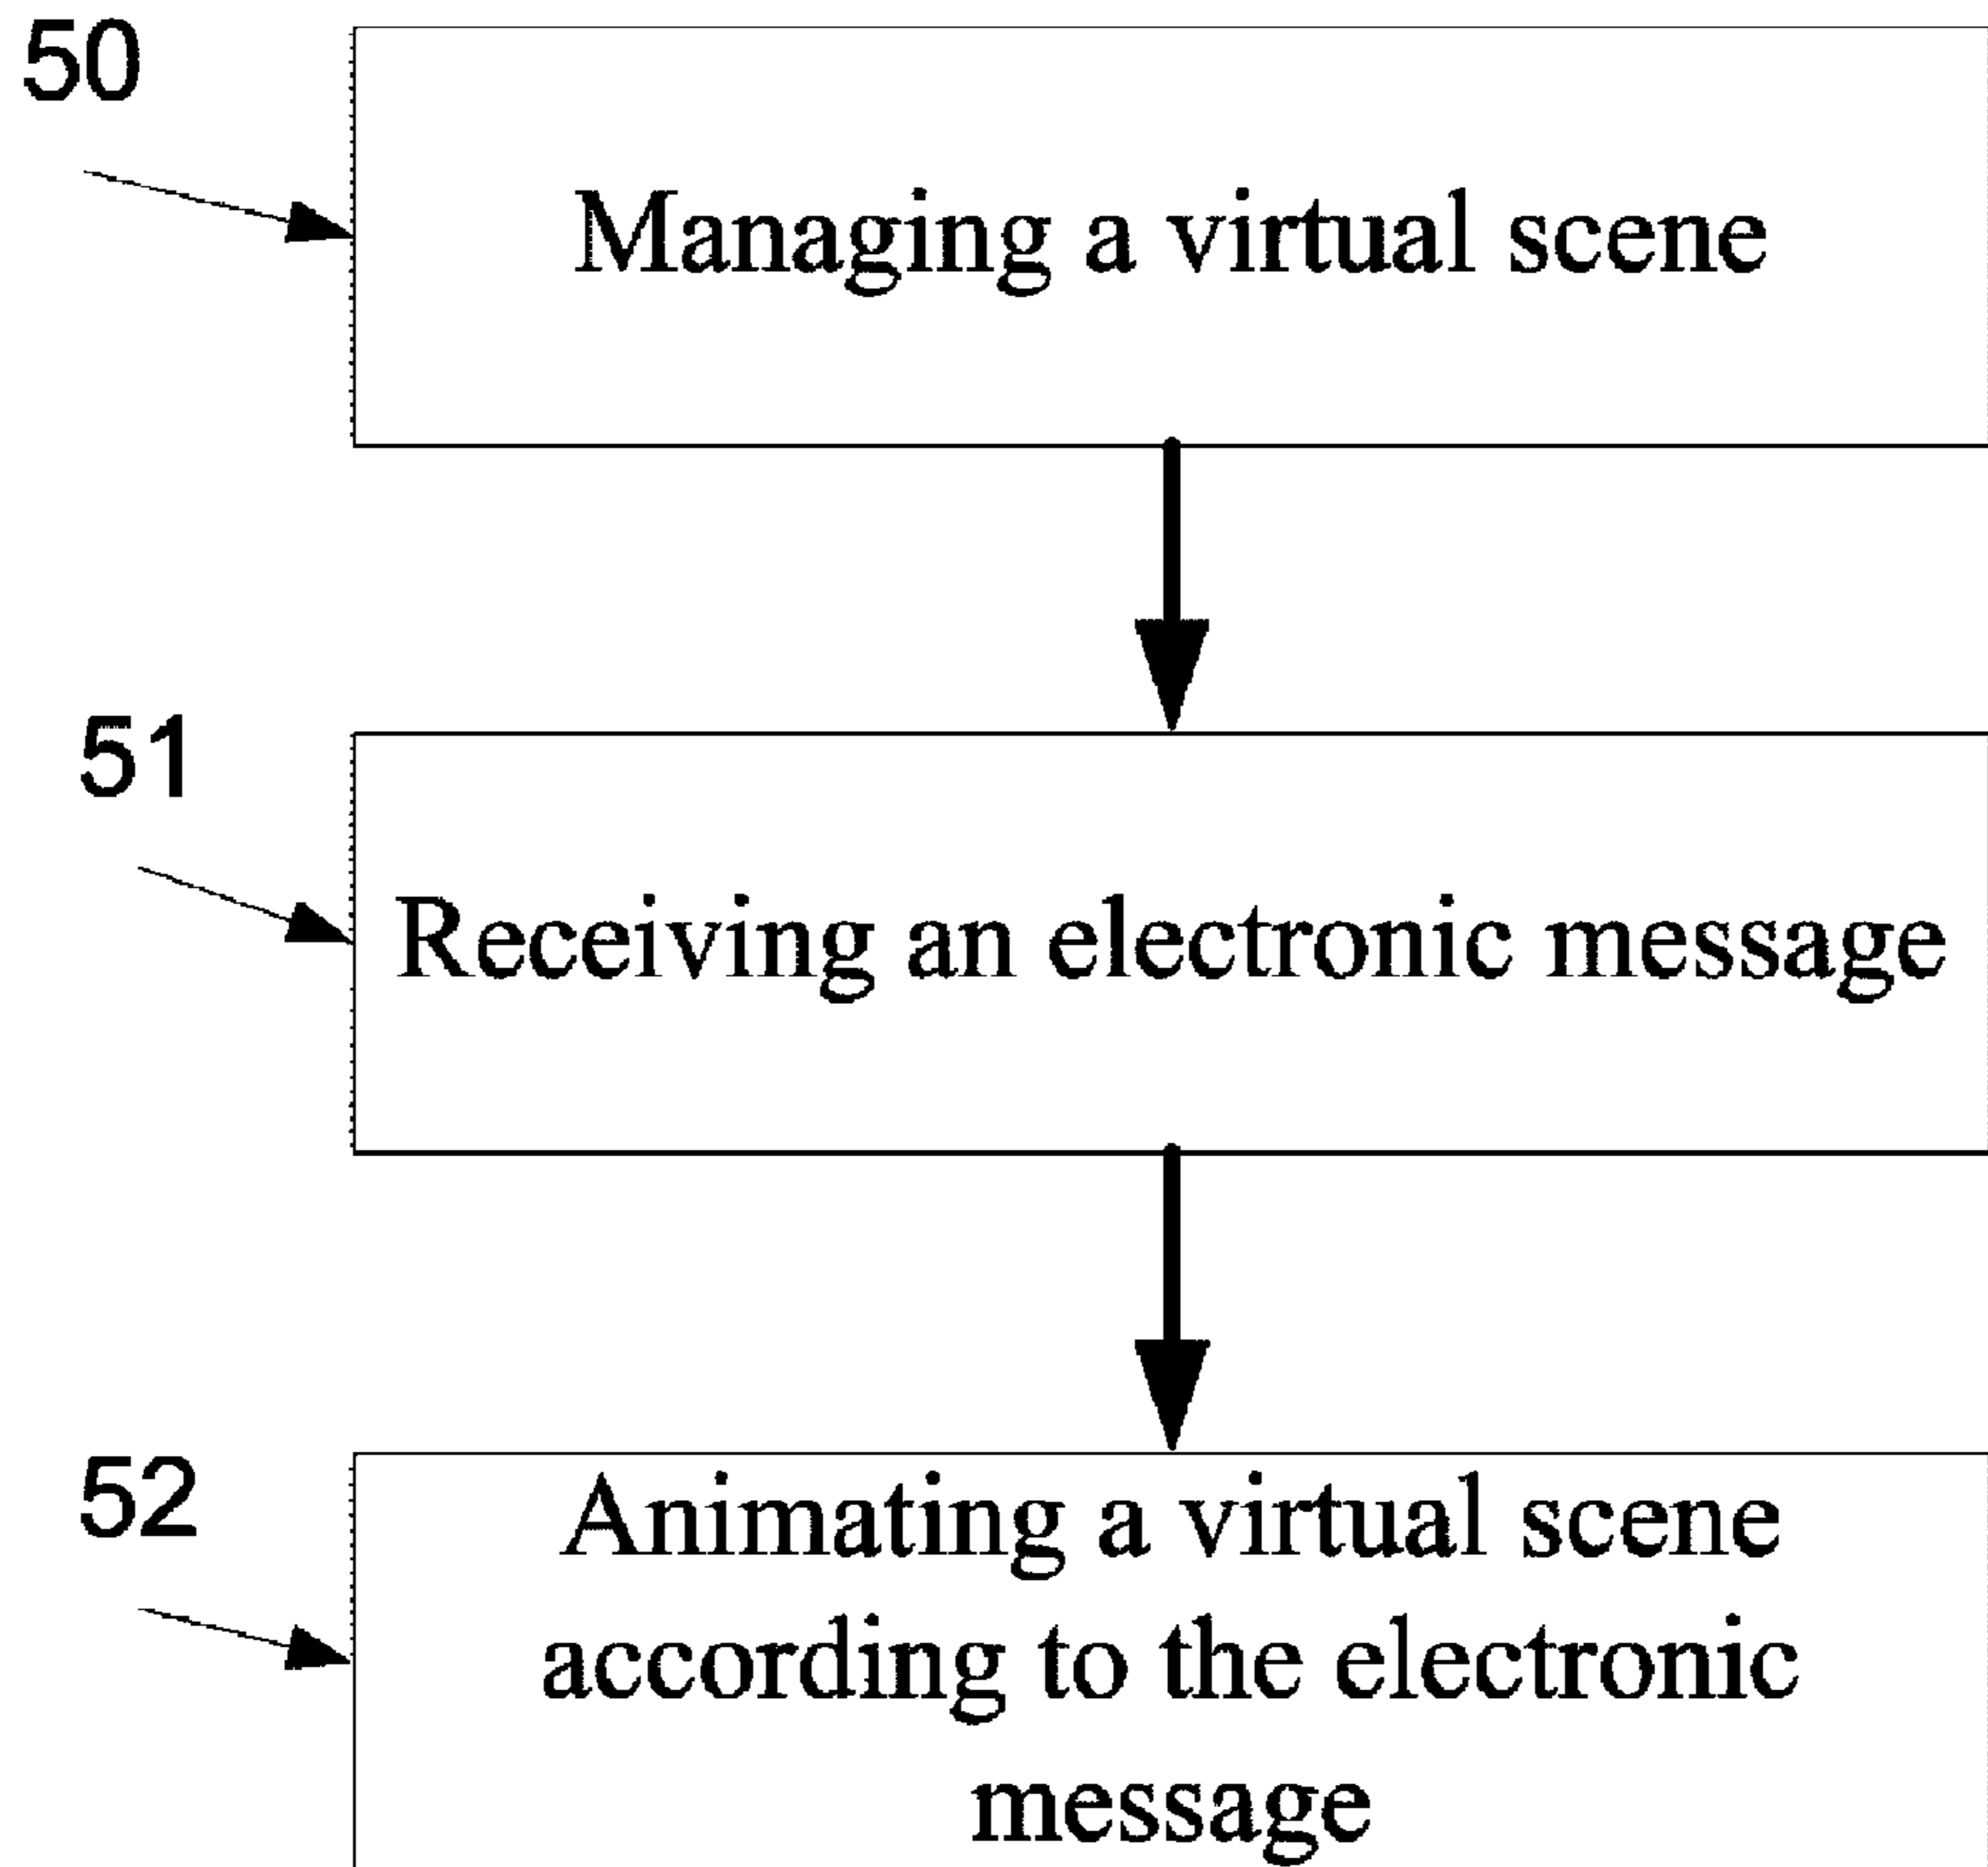 50
Managing a virtual scene
51
Receiving an electronic message
52
Animating a virtual scene
according to the electronic
message